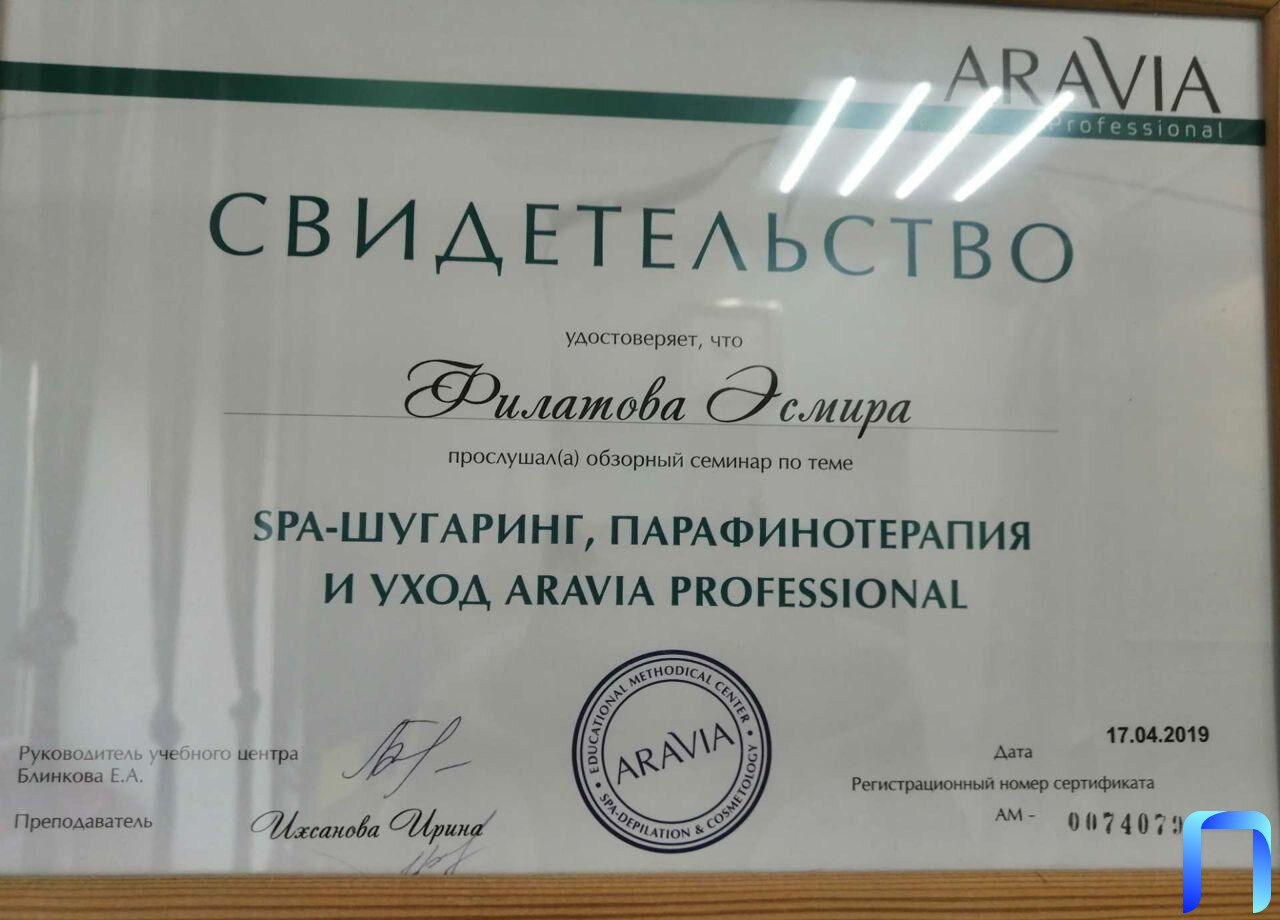 ARAVIA
Professional
СВИДЕТЕЛЬСТВО
удостоверяет, что
Филатова Эсмира
прослушал(а) обзорный семинар по теме
SPA-ШУГАРИНГ, ПАРАФИНОТЕРАПИЯ
И УХОД ARAVIA PROFESSIONAL
EDUCATIONAL METHODICAL CENTER
ARAVIA
SPA-DEPILATION & COSMETOLOGY
Руководитель учебного центра
Блинкова Е.А.
Преподаватель
Ихсанова Ирина
Дата
17.04.2019
Регистрационный номер сертификата
АМ -